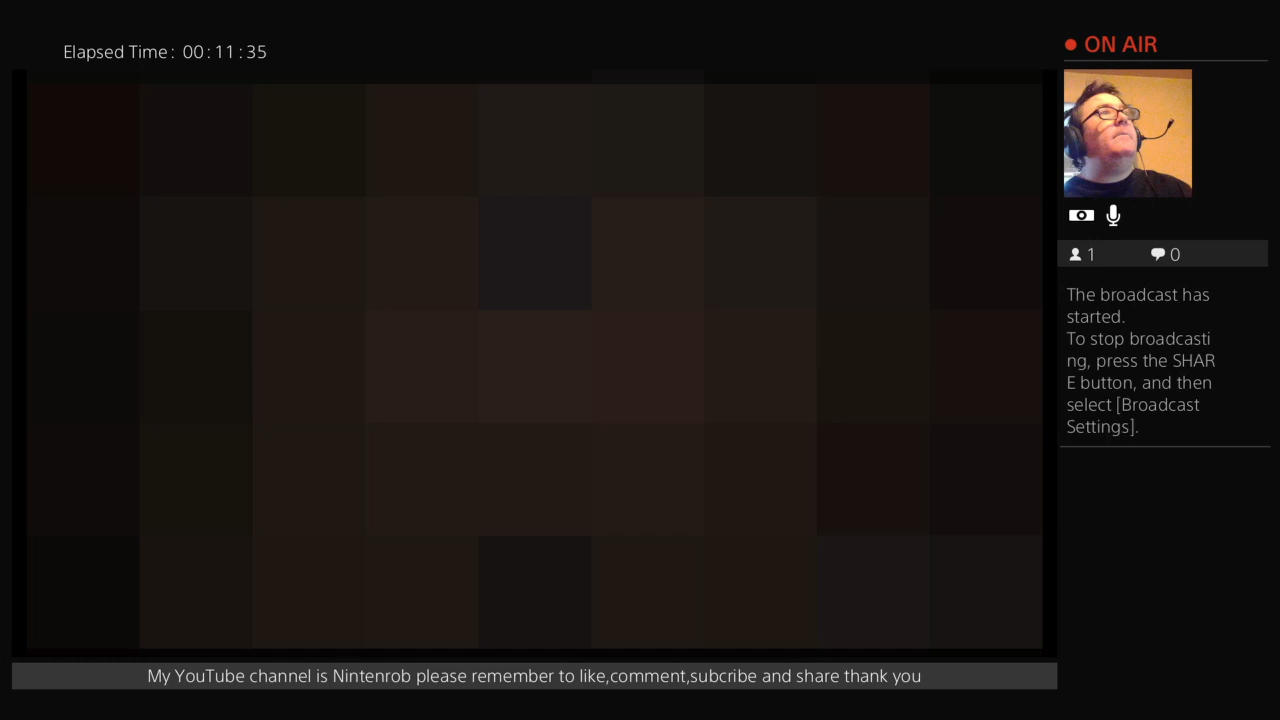 Elapsed Time: 00:11:35
ON AIR
1 0
The broadcast has
started.
To stop broadcasti
ng, press the SHAR
E button, and then
select [Broadcast
Settings].
My YouTube channel is Nintenrob please remember to like,comment,subcribe and share thank you